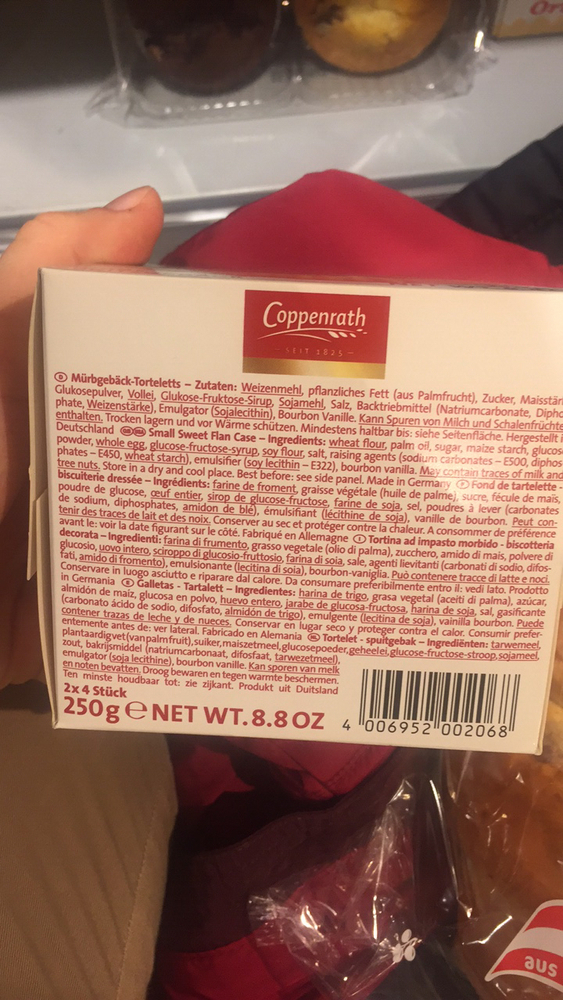 Coppenrath
SEIT 1825
D Mürbgebäck-Torteletts – Zutaten: Weizenmehl, pflanzliches Fett (aus Palmfrucht), Zucker, Maisstär
Glukosepulver, Vollei, Glukose-Fruktose-Sirup, Sojamehl, Salz, Backtriebmittel (Natriumcarbonate, Dipho
phate, Weizenstärke), Emulgator (Sojalecithin), Bourbon Vanille. Kann Spuren von Milch und Schalenfrüchte
enthalten. Trocken lagern und vor Wärme schützen. Mindestens haltbar bis: siehe Seitenfläche. Hergestellt i
Deutschland GB Small Sweet Flan Case – Ingredients: wheat flour, palm oil, sugar, maize starch, glucos
powder, whole egg, glucose-fructose-syrup, soy flour, salt, raising agents (sodium carbonates – E500, diphos
phates – E450, wheat starch), emulsifier (soy lecithin – E322), bourbon vanilla. May contain traces of milk and
tree nuts. Store in a dry and cool place. Best before: see side panel. Made in Germany F Fond de tartelette -
biscuiterie dressée – Ingrédients: farine de froment, graisse végétale (huile de palme), sucre, fécule de maïs,
poudre de glucose, œuf entier, sirop de glucose-fructose, farine de soja, sel, poudres à lever (carbonates
de sodium, diphosphates, amidon de blé), émulsifiant (lécithine de soja), vanille de bourbon. Peut con-
tenir des traces de lait et des noix. Conserver au sec et protéger contre la chaleur. A consommer de préférence
avant le: voir la date figurant sur le côté. Fabriqué en Allemagne I Tortina ad impasto morbido - biscotteria
decorata – Ingredienti: farina di frumento, grasso vegetale (olio di palma), zucchero, amido di mais, polvere di
glucosio, uovo intero, sciroppo di glucosio-fruttosio, farina di soia, sale, agenti lievitanti (carbonati di sodio, difos-
fati, amido di fromento), emulsionante (lecitina di soia), bourbon-vaniglia. Può contenere tracce di latte e noci.
Conservare in luogo asciutto e riparare dal calore. Da consumare preferibilmente entro il: vedi lato. Prodotto
in Germania E Galletas - Tartalett – Ingredientes: harina de trigo, grasa vegetal (aceiti de palma), azúcar,
almidón de maíz, glucosa en polvo, huevo entero, jarabe de glucosa-fructosa, harina de soja, sal, gasificante
(carbonato ácido de sodio, difosfato, almidón de trigo), emulgente (lecitina de soja), vainilla bourbon. Puede
contener trazas de leche y de nueces. Conservar en lugar seco y proteger contra el calor. Consumir prefer-
entemente antes de: ver lateral. Fabricado en Alemania NL Tortelet - spuitgebak – Ingrediënten: tarwemeel,
plantaardig vet (van palmfruit), suiker, maiszetmeel, glucosepoeder, geheelei, glucose-fructose-stroop, sojameel,
zout, bakrijsmiddel (natriumcarbonaat, difosfaat, tarwezetmeel),
emulgator (soja lecithine), bourbon vanille. Kan sporen van melk
en noten bevatten. Droog bewaren en tegen warmte beschermen.
Ten minste houdbaar tot: zie zijkant. Produkt uit Duitsland
2x4 Stück
250g e NET WT. 8.8 OZ
4 006952 002068
aus